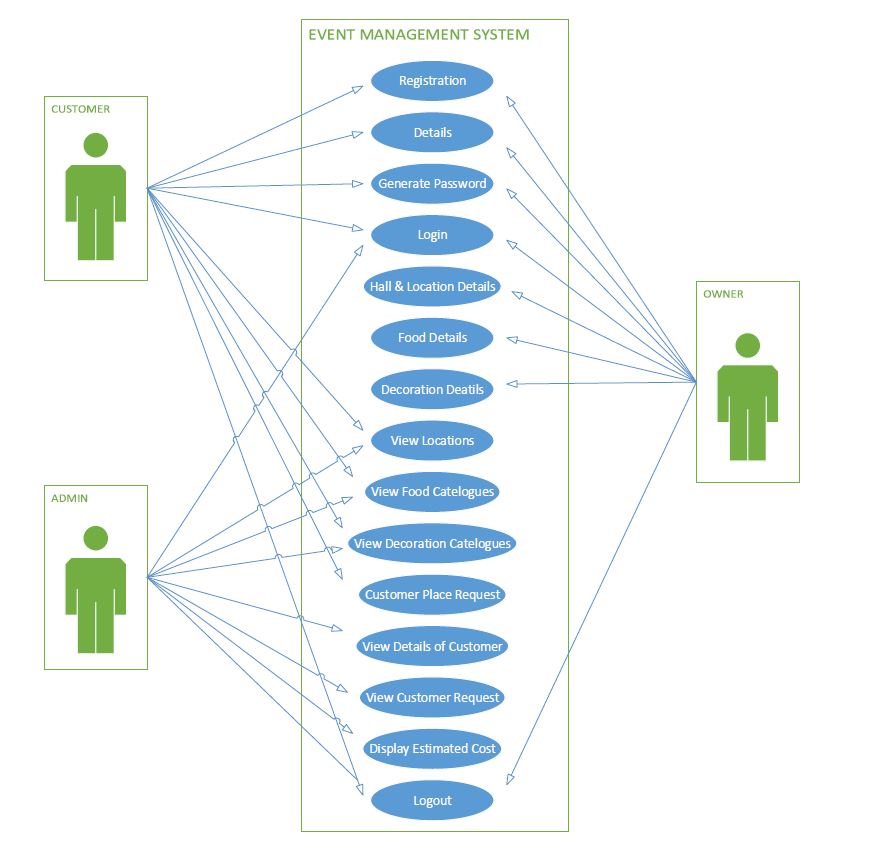 EVENT MANAGEMENT SYSTEM
CUSTOMER
Registration
Details
Generate Password
Login
Hall & Location Details
OWNER
Food Details
Decoration Deatils
View Locations
ADMIN
View Food Catelogues
View Decoration Catelogues
Customer Place Request
View Details of Customer
View Customer Request
Display Estimated Cost
Logout